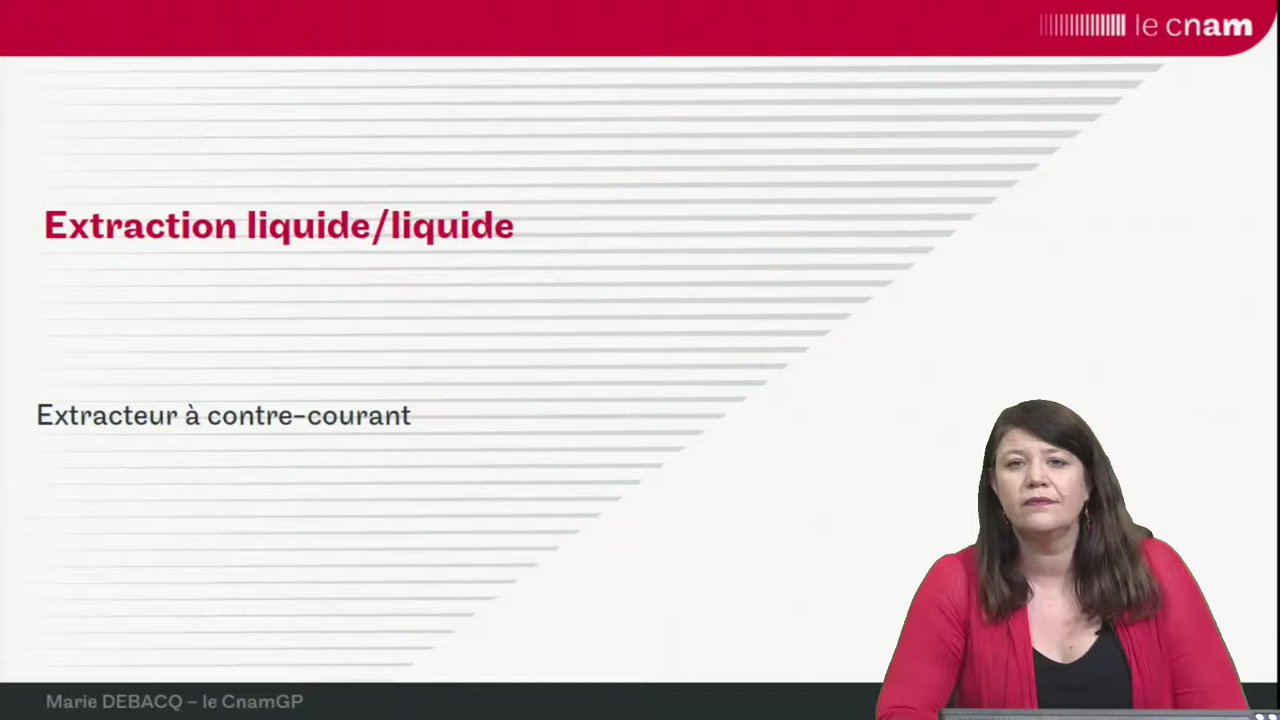 le cnam
Extraction liquide/liquide
Extracteur à contre-courant
Marie DEBACQ – le CnamGP